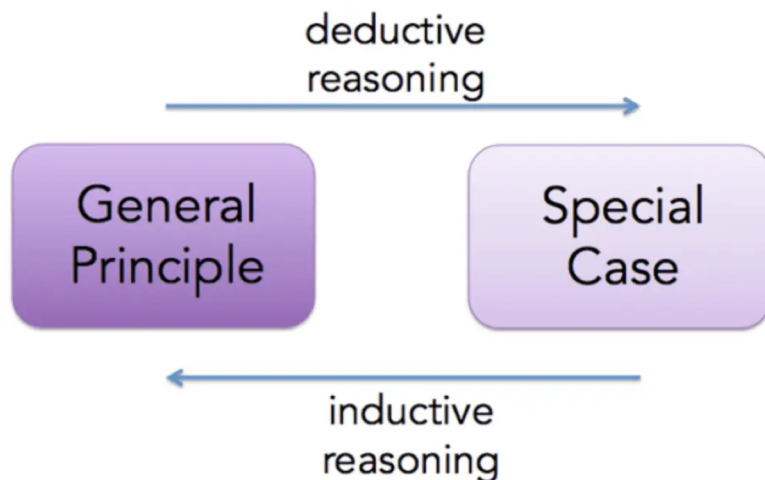 deductive
reasoning
General
Principle
Special
Case
inductive
reasoning